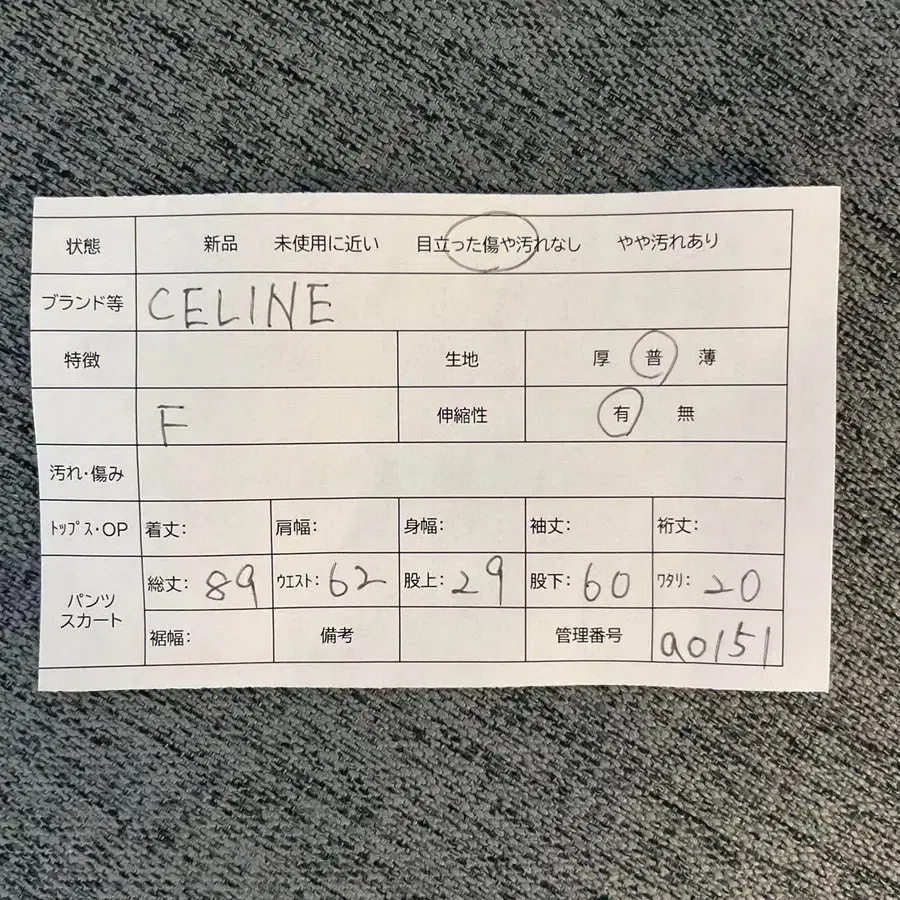 状態 新品 未使用に近い 目立った傷や汚れなし やや汚れあり
ブランド等 CELINE
特徴 生地 厚 普 薄
F 伸縮性 有 無
汚れ・傷み
ﾄｯﾌﾟｽ・OP 着丈: 肩幅: 身幅: 袖丈: 裄丈:
パンツ スカート 総丈: 89 ｳｴｽﾄ: 62 股上: 29 股下: 60 ﾜﾀﾘ: 20
裾幅: 備考 管理番号 a0151